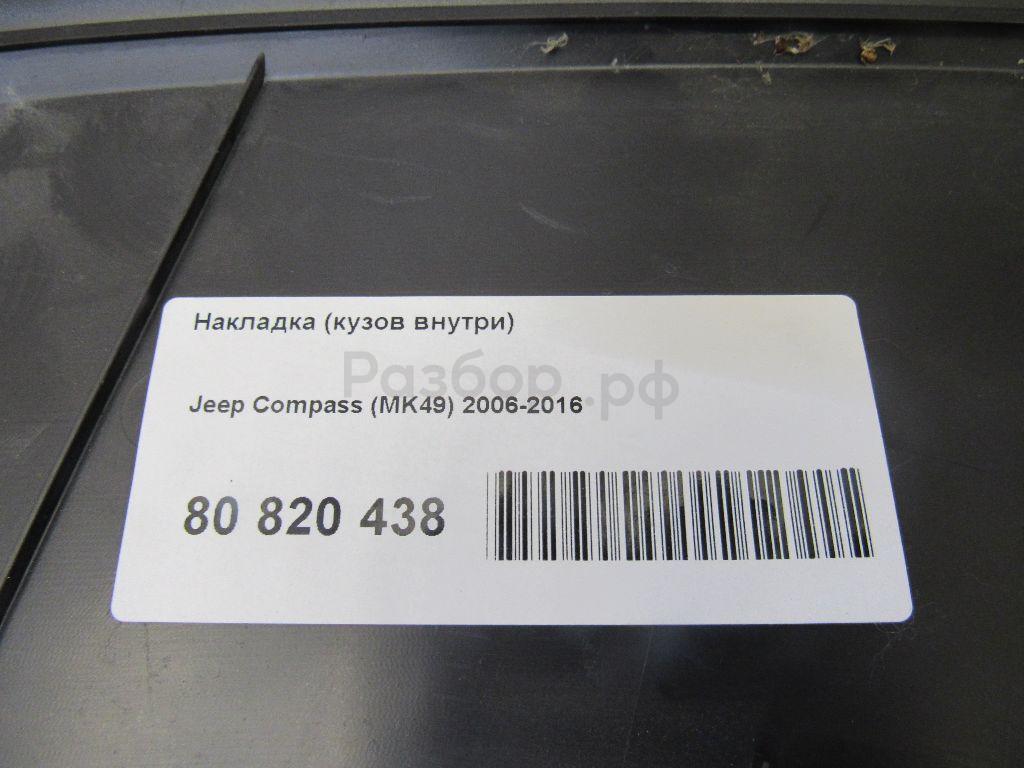 Накладка (кузов внутри)
Разбор.рф
Jeep Compass (MK49) 2006-2016
80 820 438